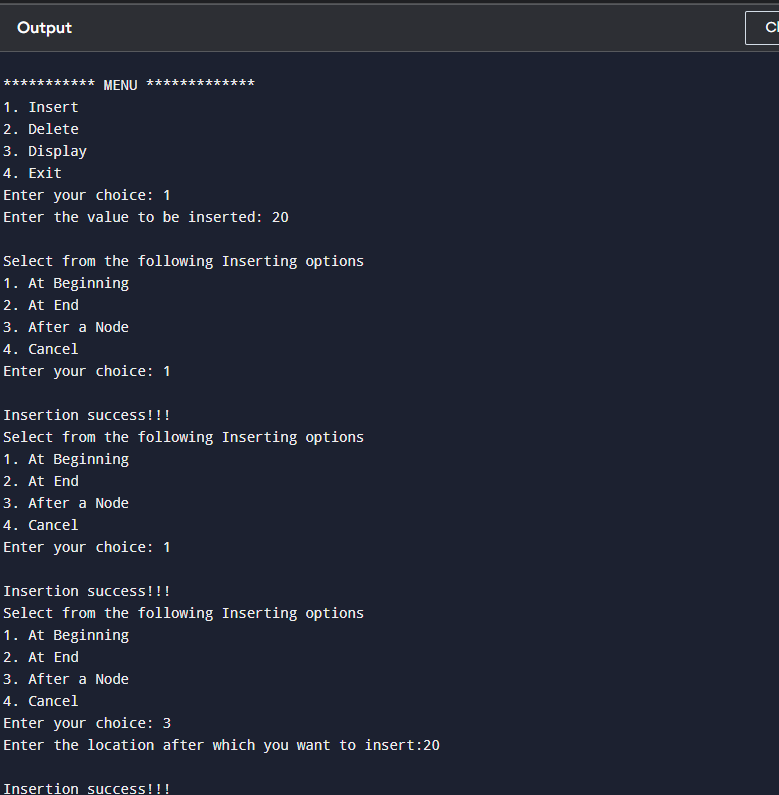 Output
*********** MENU *************
1. Insert
2. Delete
3. Display
4. Exit
Enter your choice: 1
Enter the value to be inserted: 20
Select from the following Inserting options
1. At Beginning
2. At End
3. After a Node
4. Cancel
Enter your choice: 1
Insertion success!!!
Select from the following Inserting options
1. At Beginning
2. At End
3. After a Node
4. Cancel
Enter your choice: 1
Insertion success!!!
Select from the following Inserting options
1. At Beginning
2. At End
3. After a Node
4. Cancel
Enter your choice: 3
Enter the location after which you want to insert:20
Insertion success!!!